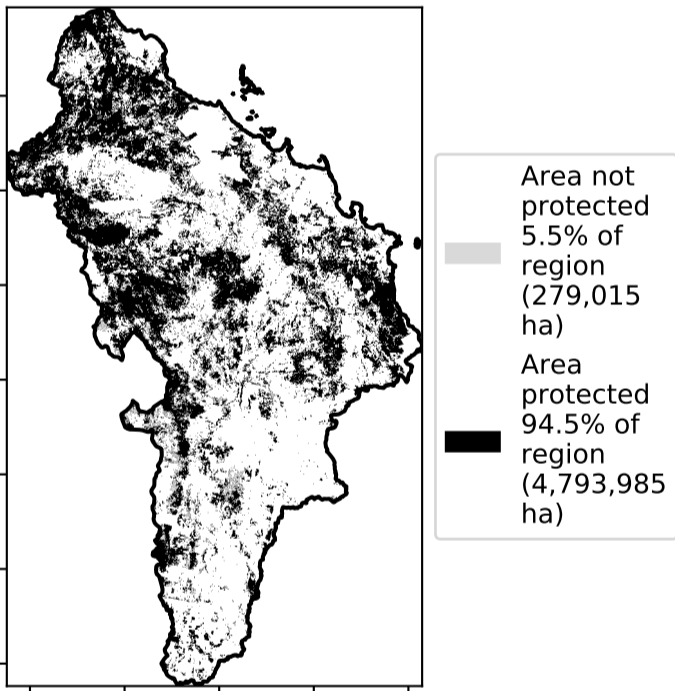 Area not
protected
5.5% of
region
(279,015
ha)
Area
protected
94.5% of
region
(4,793,985
ha)